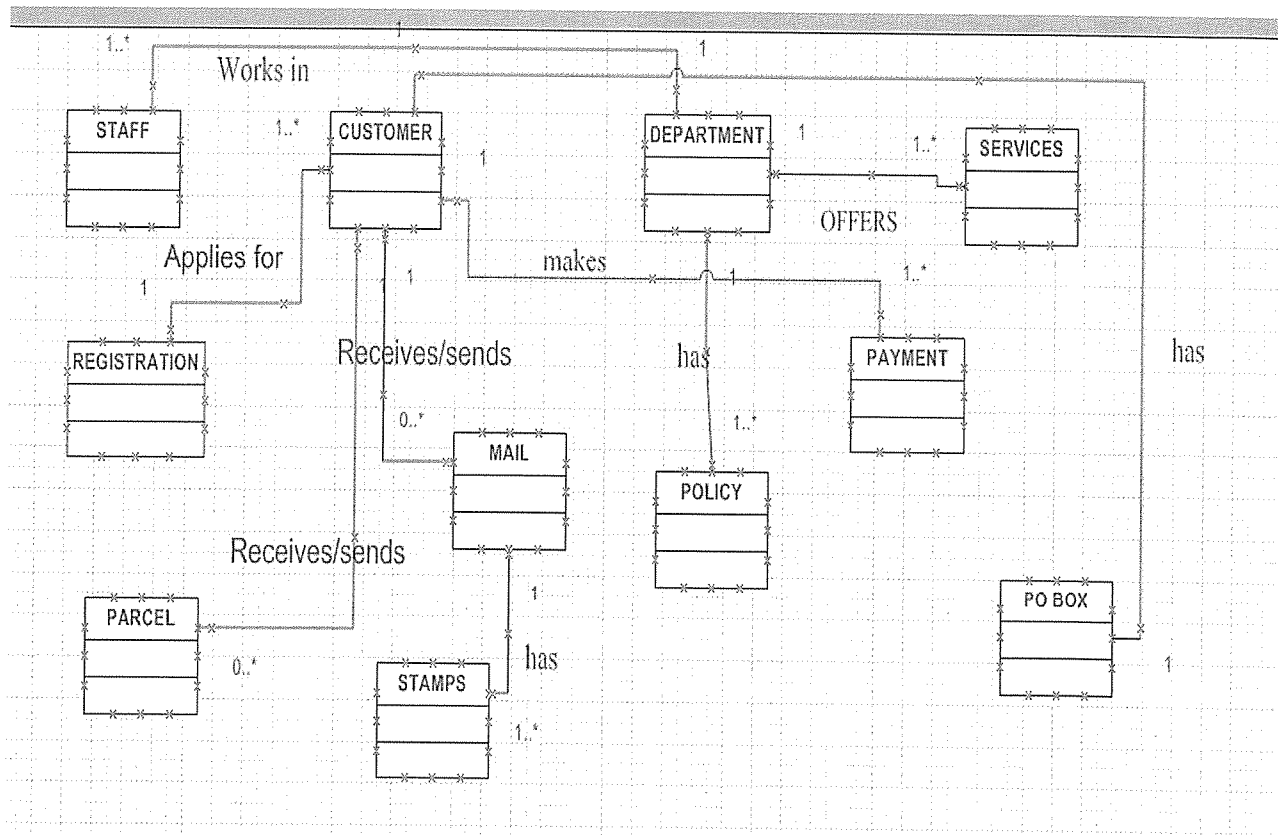 1..*
1
1
Works in
STAFF
1..*
CUSTOMER
1
DEPARTMENT
1
1..*
SERVICES
OFFERS
Applies for
1
1
makes
1
1..*
REGISTRATION
Receives/sends
has
PAYMENT
has
0..*
MAIL
1..*
POLICY
Receives/sends
PARCEL
1
PO BOX
0..*
has
1
STAMPS
1..*